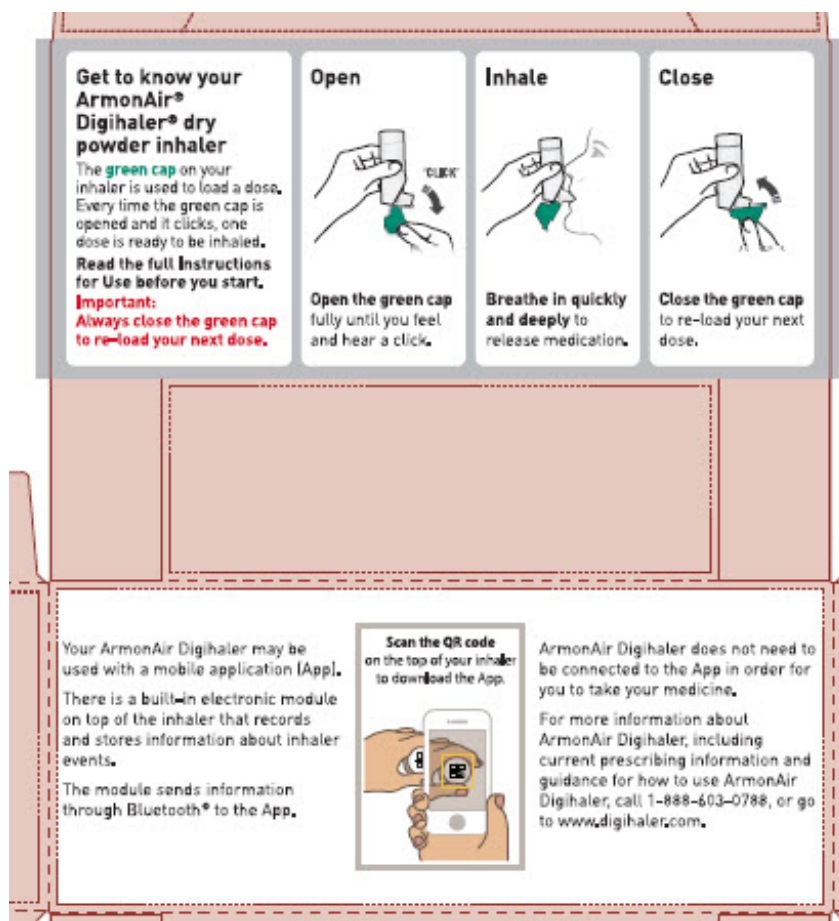 Get to know your
ArmonAir®
Digihaler® dry
powder inhaler
The green cap on your
inhaler is used to load a dose.
Every time the green cap is
opened and it clicks, one
dose is ready to be inhaled.
Read the full Instructions
for Use before you start.
Important:
Always close the green cap
to re-load your next dose.
Open
"CLICK"
Open the green cap
fully until you feel
and hear a click.
Inhale
Breathe in quickly
and deeply to
release medication.
Close
Close the green cap
to re-load your next
dose.
Your ArmonAir Digihaler may be
used with a mobile application (App).
There is a built-in electronic module
on top of the inhaler that records
and stores information about inhaler
events.
The module sends information
through Bluetooth® to the App.
Scan the QR code
on the top of your inhaler
to download the App.
ArmonAir Digihaler does not need to
be connected to the App in order for
you to take your medicine.
For more information about
ArmonAir Digihaler, including
current prescribing information and
guidance for how to use ArmonAir
Digihaler, call 1-888-603-0788, or go
to www.digihaler.com.